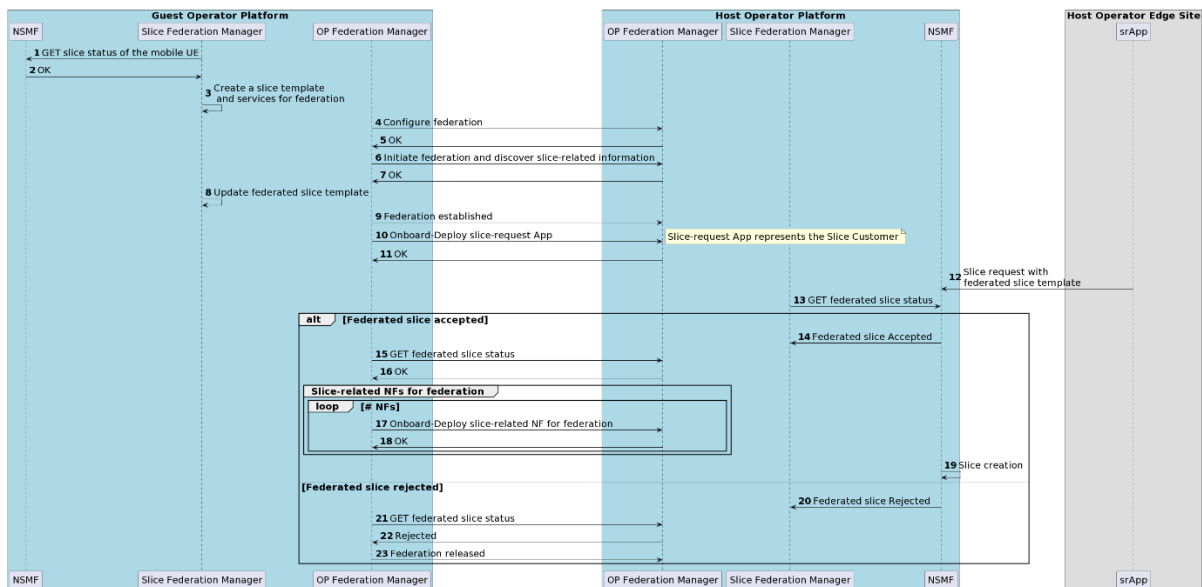 Guest Operator Platform
Host Operator Platform
Host Operator Edge Site
NSMF
Slice Federation Manager
OP Federation Manager
OP Federation Manager
Slice Federation Manager
NSMF
srApp
1 GET slice status of the mobile UE
2 OK
3 Create a slice template
and services for federation
4 Configure federation
5 OK
6 Initiate federation and discover slice-related information
7 OK
8 Update federated slice template
9 Federation established
10 Onboard-Deploy slice-request App
Slice-request App represents the Slice Customer
11 OK
12 Slice request with
federated slice template
13 GET federated slice status
alt [Federated slice accepted]
14 Federated slice Accepted
15 GET federated slice status
16 OK
Slice-related NFs for federation
loop [# NFs]
17 Onboard-Deploy slice-related NF for federation
18 OK
19 Slice creation
[Federated slice rejected]
20 Federated slice Rejected
21 GET federated slice status
22 Rejected
23 Federation released
NSMF
Slice Federation Manager
OP Federation Manager
OP Federation Manager
Slice Federation Manager
NSMF
srApp